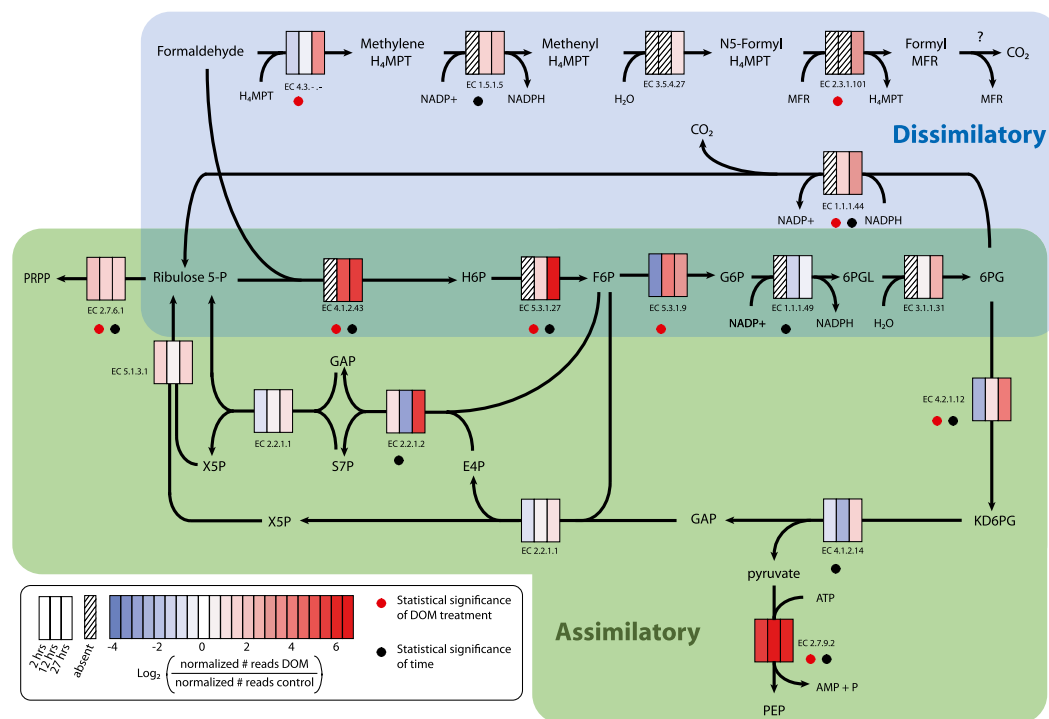 Formaldehyde
Methylene
H₄MPT
Methenyl
H₄MPT
N5-Formyl
H₄MPT
Formyl
MFR
?
CO₂
EC 4.3. - .-
EC 1.5.1.5
EC 3.5.4.27
EC 2.3.1.101
H₄MPT
NADP+
NADPH
H₂O
MFR
H₄MPT
MFR
CO₂
Dissimilatory
EC 1.1.1.44
NADP+
NADPH
PRPP
Ribulose 5-P
H6P
F6P
G6P
6PGL
6PG
EC 2.7.6.1
EC 4.1.2.43
EC 5.3.1.27
EC 5.3.1.9
EC 1.1.1.49
EC 3.1.1.31
NADP+
NADPH
H₂O
EC 5.1.3.1
GAP
EC 2.2.1.1
EC 2.2.1.2
EC 4.2.1.12
X5P
S7P
E4P
X5P
EC 2.2.1.1
GAP
EC 4.1.2.14
KD6PG
pyruvate
ATP
Assimilatory
EC 2.7.9.2
AMP + P
PEP
2 hrs
12 hrs
27 hrs
absent
-4
-2
0
2
4
6
Log₂ ( normalized # reads DOM
normalized # reads control )
Statistical significance
of DOM treatment
Statistical significance
of time